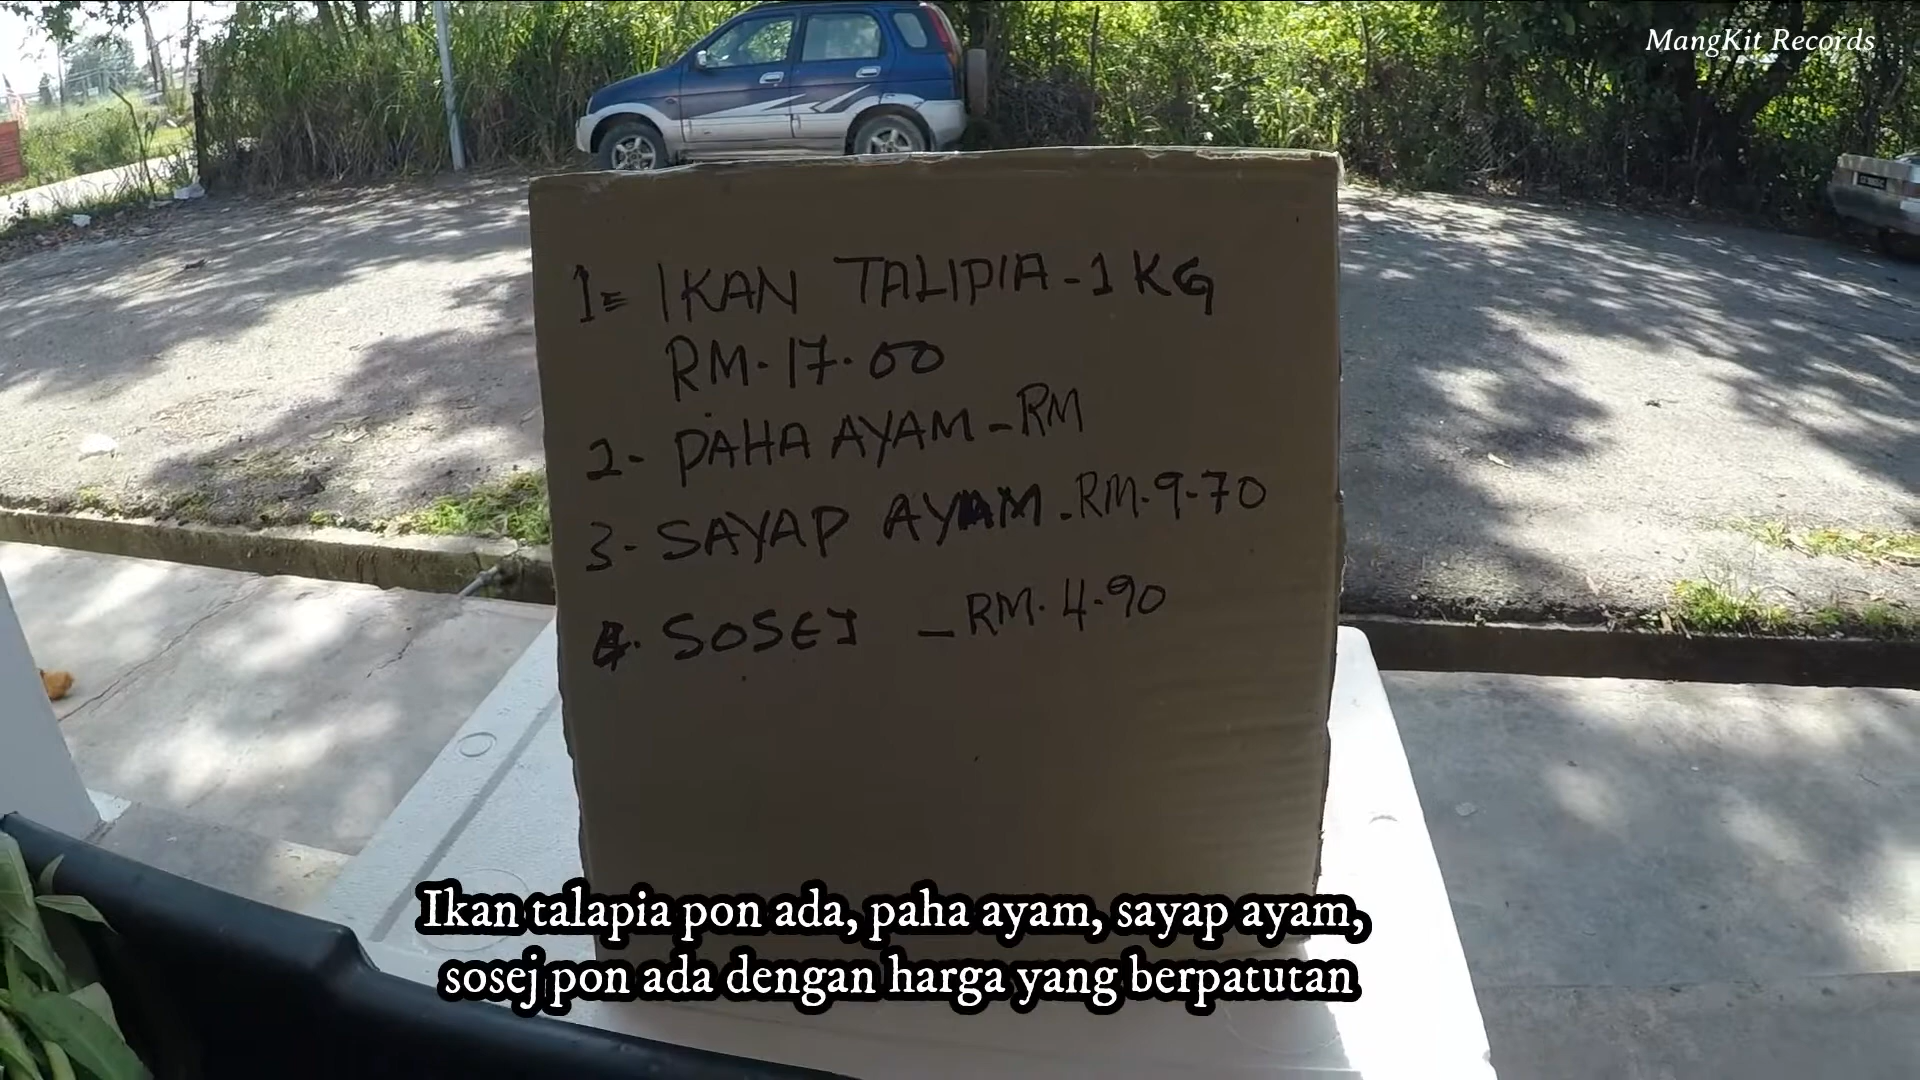 MangKit Records
1= IKAN TALIPIA - 1 KG
RM. 17.00
2- PAHA AYAM - RM
3- SAYAP AYAM - RM. 9-70
4. SOSEJ - RM. 4-90
Ikan talapia pon ada, paha ayam, sayap ayam,
sosej pon ada dengan harga yang berpatutan